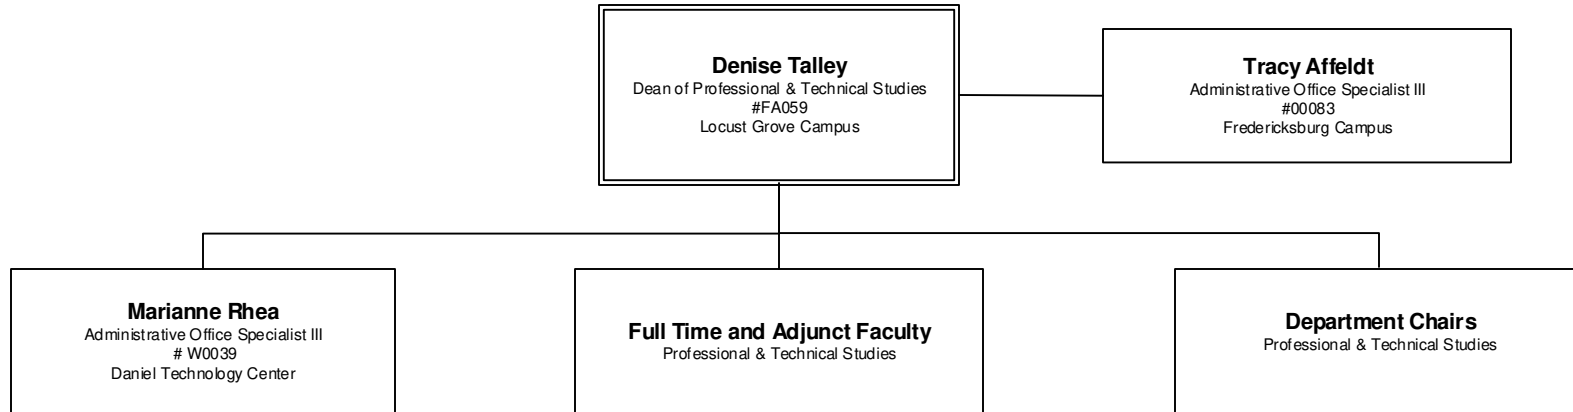 Denise Talley
Dean of Professional & Technical Studies
#FA059
Locust Grove Campus
Tracy Affeldt
Administrative Office Specialist III
#00083
Fredericksburg Campus
Marianne Rhea
Administrative Office Specialist III
# W0039
Daniel Technology Center
Full Time and Adjunct Faculty
Professional & Technical Studies
Department Chairs
Professional & Technical Studies